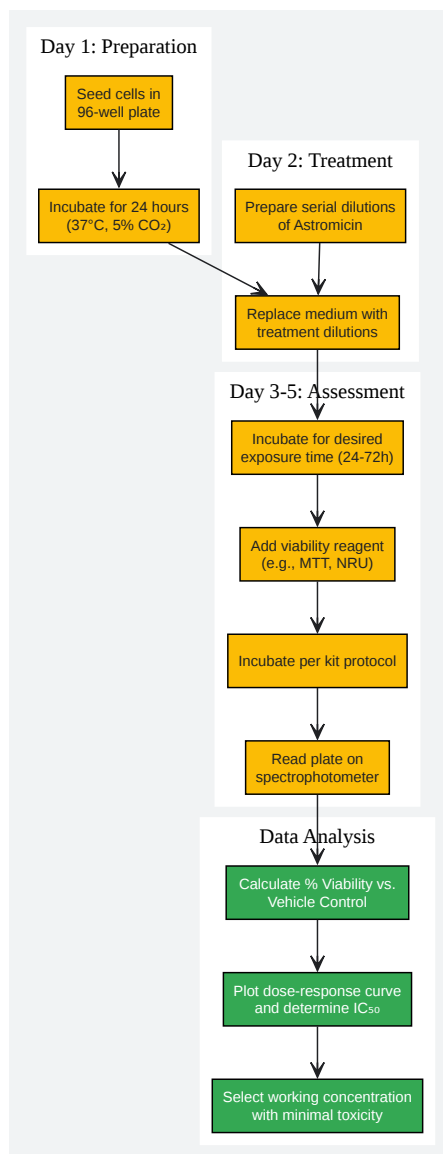 Day 1: Preparation
Seed cells in
96-well plate
Incubate for 24 hours
(37°C, 5% CO₂)
Day 2: Treatment
Prepare serial dilutions
of Astromicin
Replace medium with
treatment dilutions
Day 3-5: Assessment
Incubate for desired
exposure time (24-72h)
Add viability reagent
(e.g., MTT, NRU)
Incubate per kit protocol
Read plate on
spectrophotometer
Data Analysis
Calculate % Viability vs.
Vehicle Control
Plot dose-response curve
and determine IC₅₀
Select working concentration
with minimal toxicity